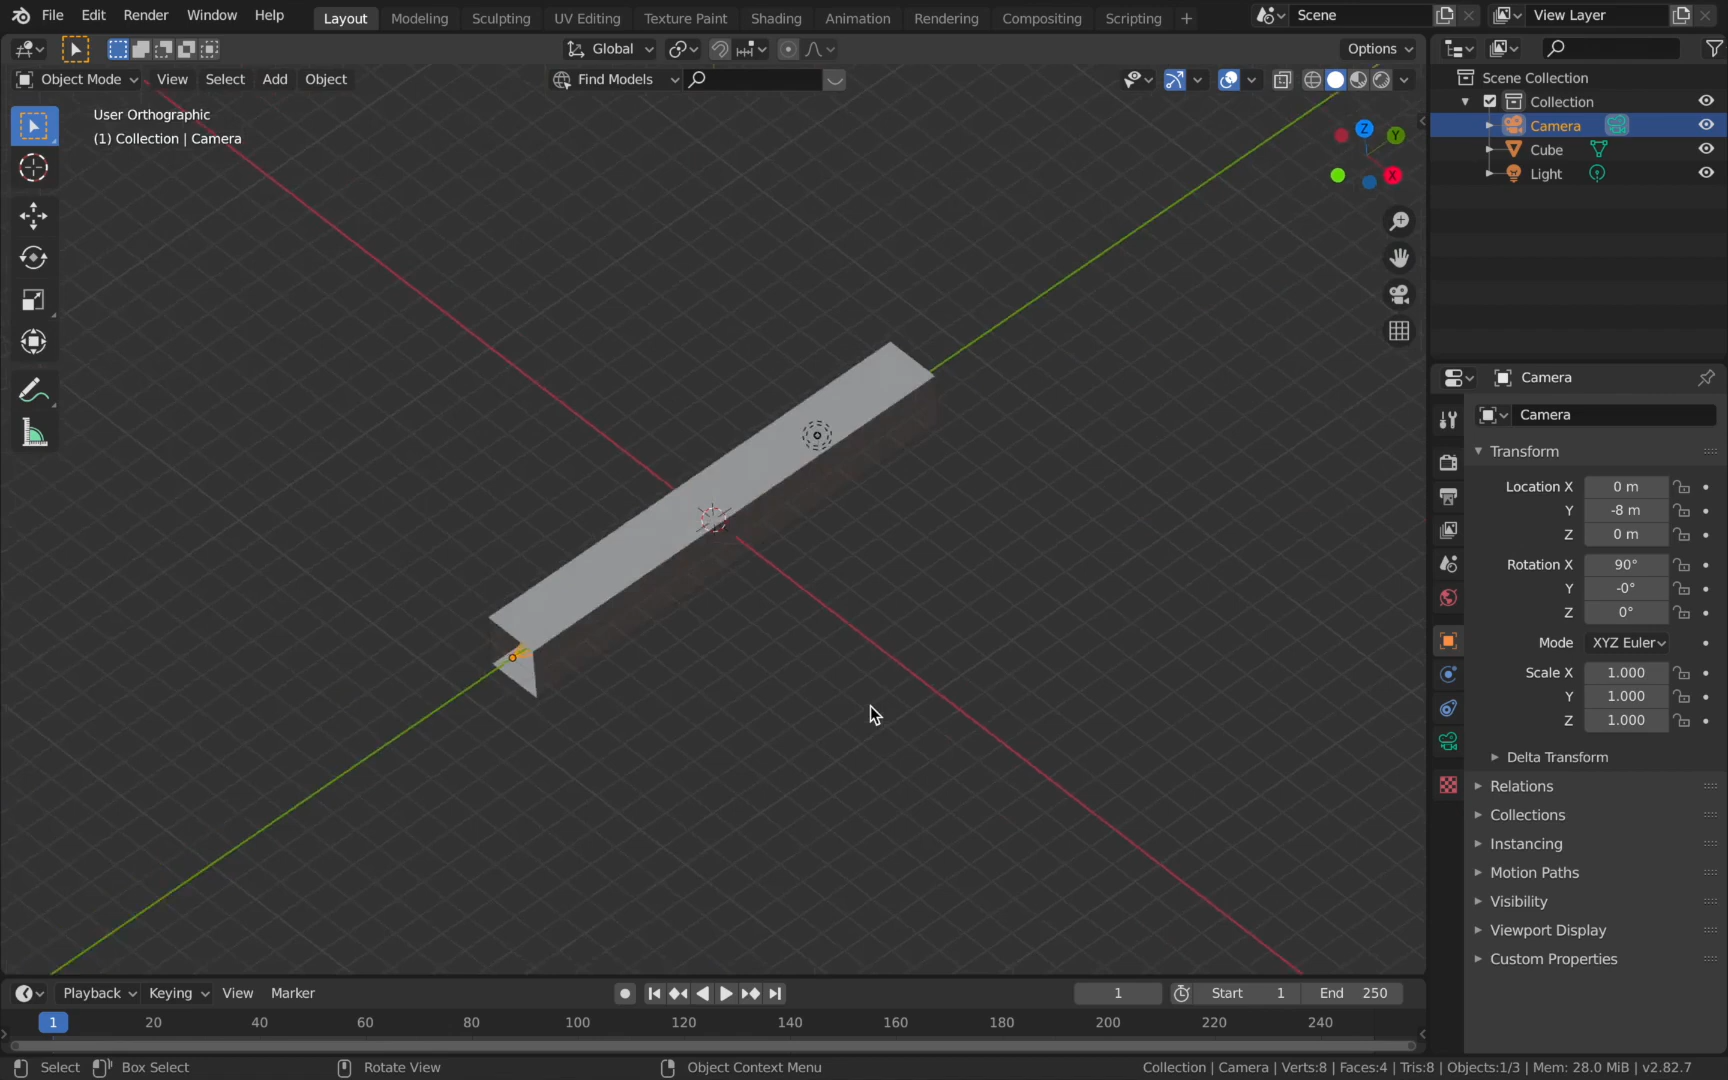 File Edit Render Window Help Layout Modeling Sculpting UV Editing Texture Paint Shading Animation Rendering Compositing Scripting + Scene View Layer
Global Options
Object Mode View Select Add Object Find Models
User Orthographic
(1) Collection | Camera
Z
Y
X
Scene Collection
Collection
Camera
Cube
Light
Camera
Camera
Transform
Location X 0 m
Y -8 m
Z 0 m
Rotation X 90°
Y -0°
Z 0°
Mode XYZ Euler
Scale X 1.000
Y 1.000
Z 1.000
Delta Transform
Relations
Collections
Instancing
Motion Paths
Visibility
Viewport Display
Custom Properties
Playback Keying View Marker 1 Start 1 End 250
1 20 40 60 80 100 120 140 160 180 200 220 240
Select Box Select Rotate View Object Context Menu Collection | Camera | Verts:8 | Faces:4 | Tris:8 | Objects:1/3 | Mem: 28.0 MiB | v2.82.7